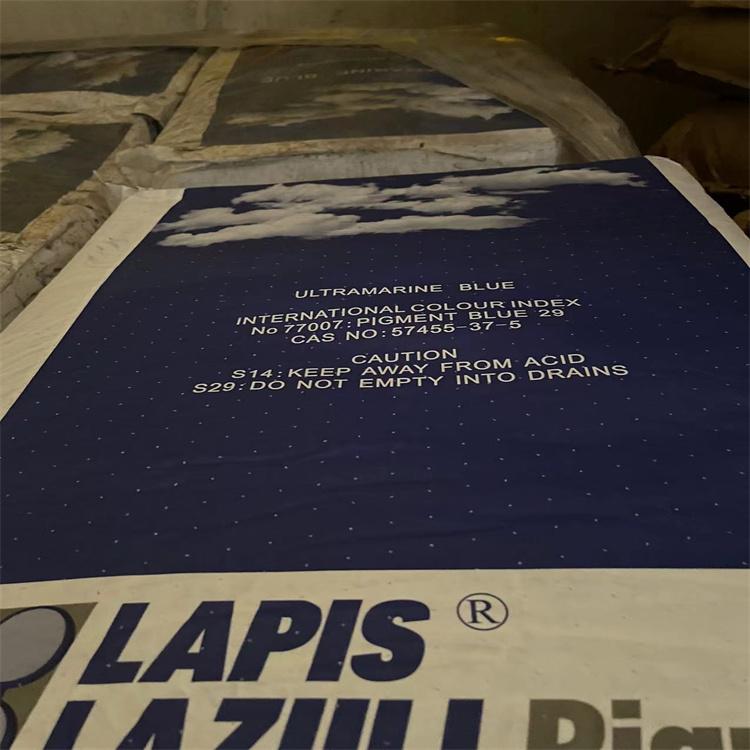 ULTRAMARINE BLUE
INTERNATIONAL COLOUR INDEX
No 77007: PIGMENT BLUE 29
CAS NO: 57455-37-5
CAUTION
S14: KEEP AWAY FROM ACID
S29: DO NOT EMPTY INTO DRAINS
LAPIS ®
LAZULI